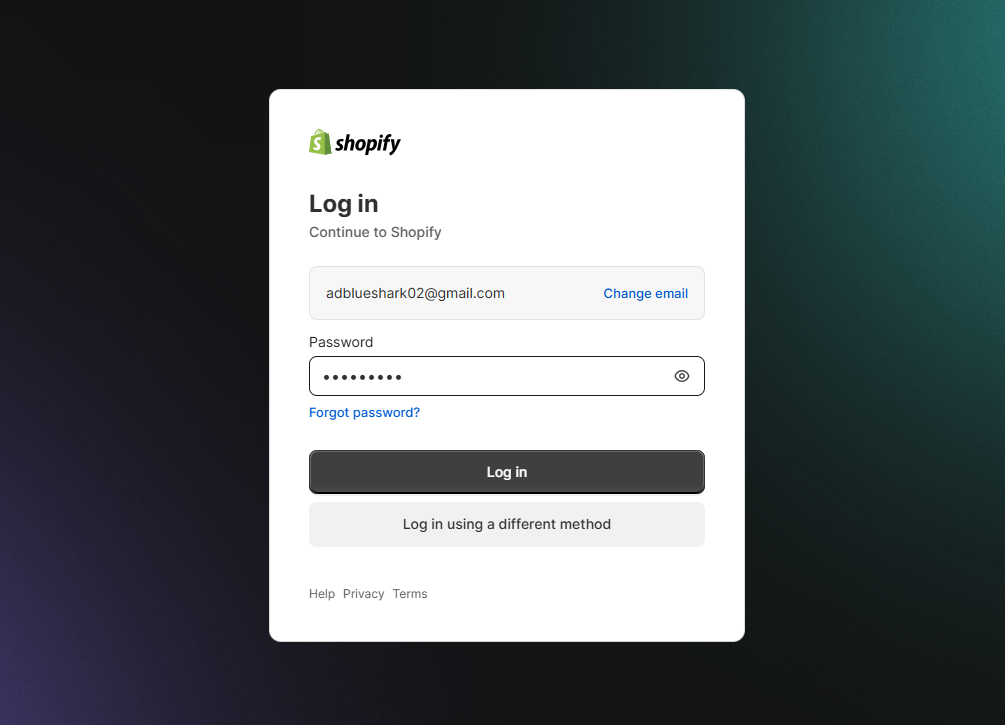 shopify
Log in
Continue to Shopify
adblueshark02@gmail.com Change email
Password
•••••••••
Forgot password?
Log in
Log in using a different method
Help Privacy Terms